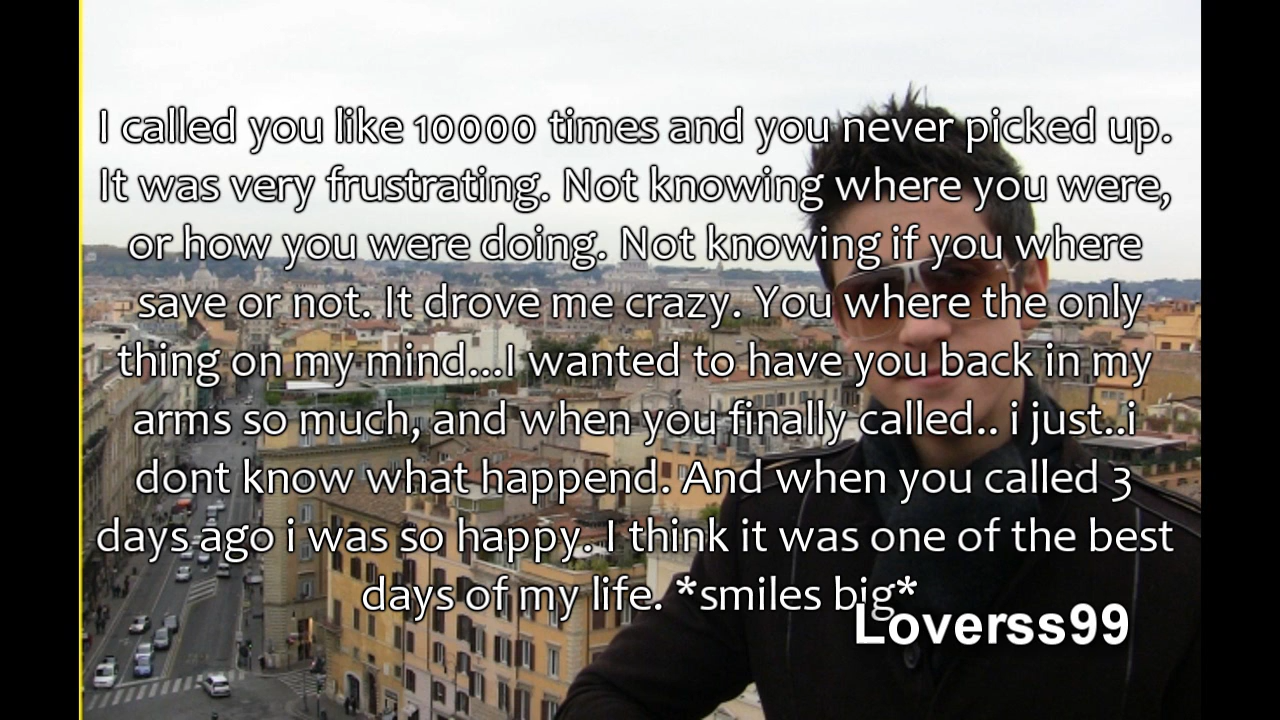 I called you like 10000 times and you never picked up.
It was very frustrating. Not knowing where you were,
or how you were doing. Not knowing if you where
save or not. It drove me crazy. You where the only
thing on my mind...I wanted to have you back in my
arms so much, and when you finally called.. i just..i
dont know what happend. And when you called 3
days ago i was so happy. I think it was one of the best
days of my life. *smiles big*
Loverss99